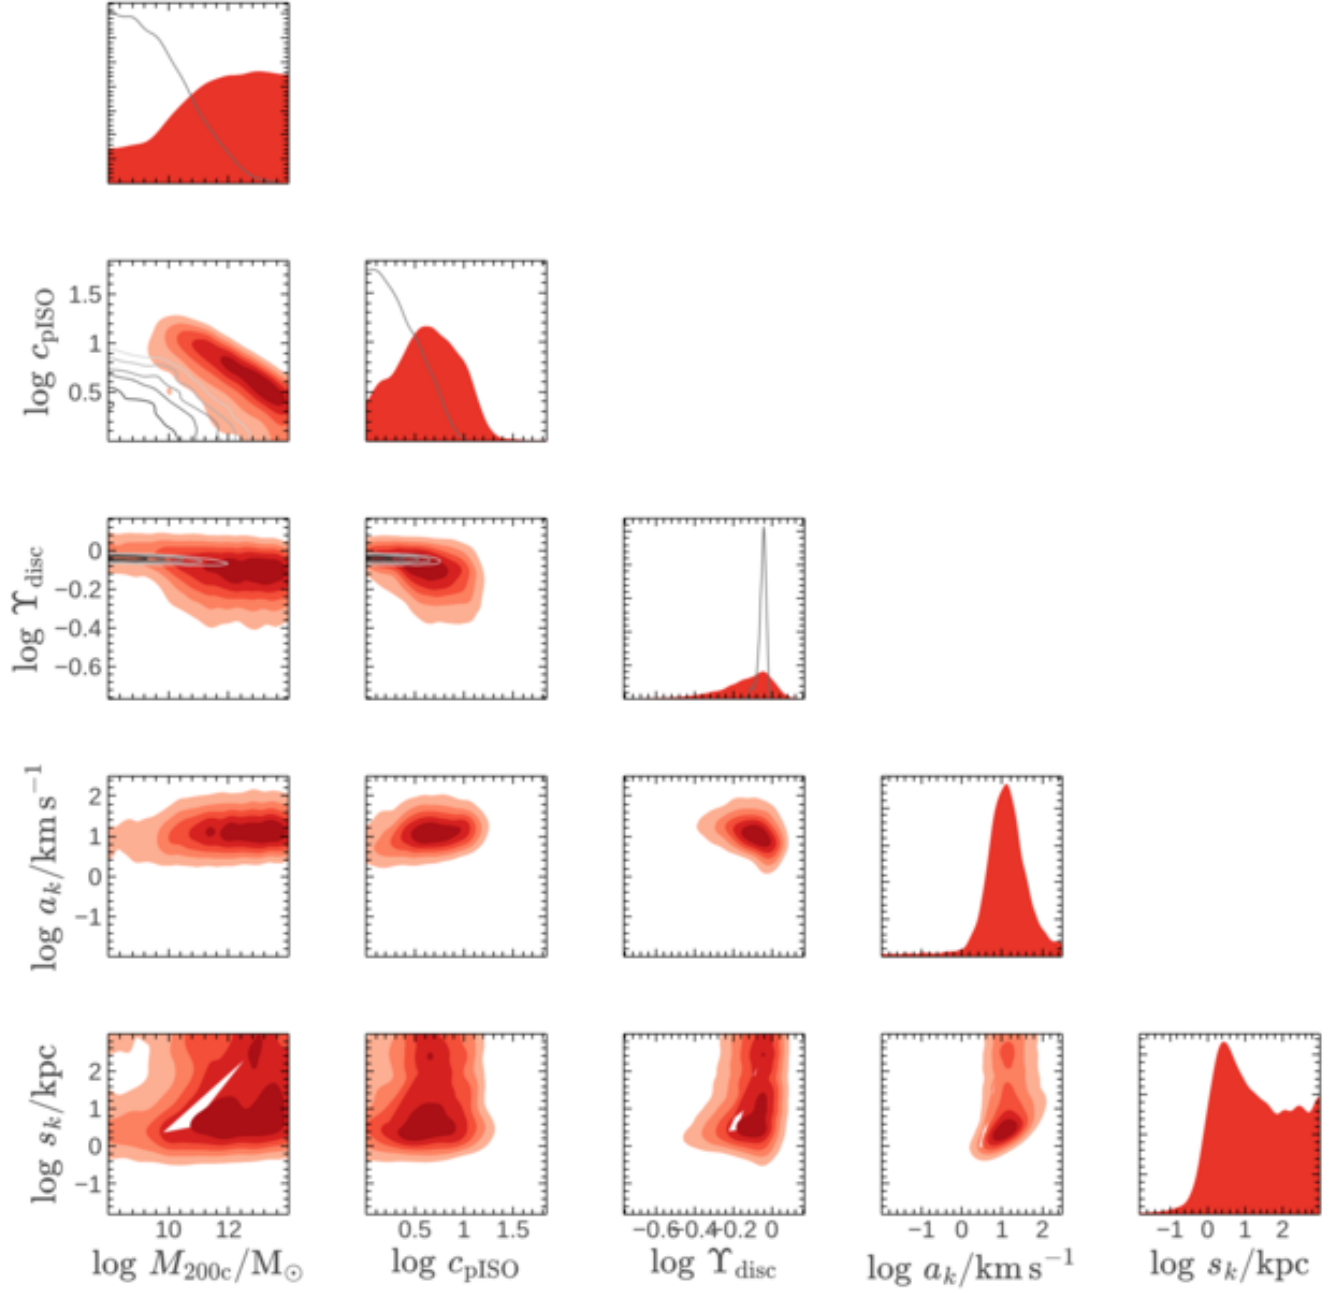 log c_pISO
1.5
1
0.5
log ϒ_disc
0
−0.2
−0.4
−0.6
log a_k/km s^−1
2
1
0
−1
log s_k/kpc
2
1
0
−1
10 12 0.5 1 1.5 −0.6 −0.4 −0.2 0 −1 0 1 2 −1 0 1 2
log M_200c/M_⊙ log c_pISO log ϒ_disc log a_k/km s^−1 log s_k/kpc